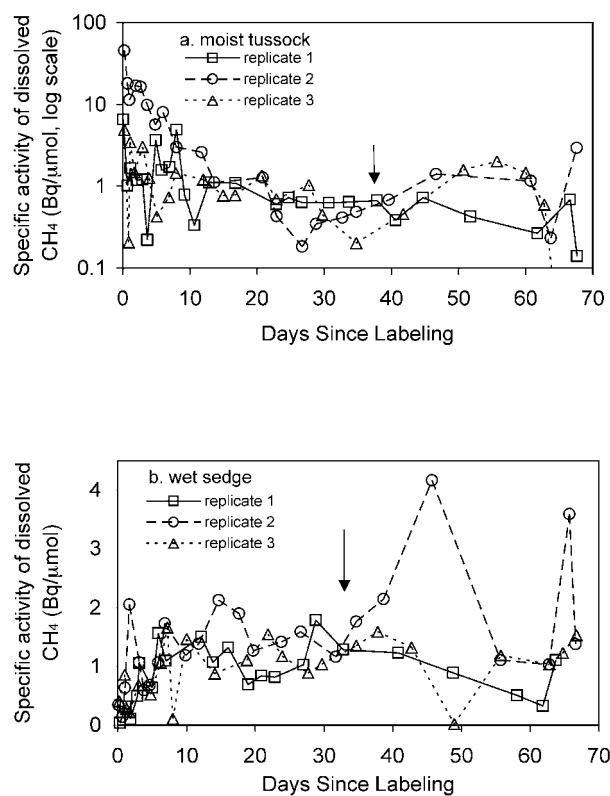 a. moist tussock
replicate 1
replicate 2
replicate 3
Specific activity of dissolved
CH₄ (Bq/μmol, log scale)
100
10
1
0.1
0 10 20 30 40 50 60 70
Days Since Labeling
b. wet sedge
replicate 1
replicate 2
replicate 3
Specific activity of dissolved
CH₄ (Bq/μmol)
4
3
2
1
0
0 10 20 30 40 50 60 70
Days Since Labeling